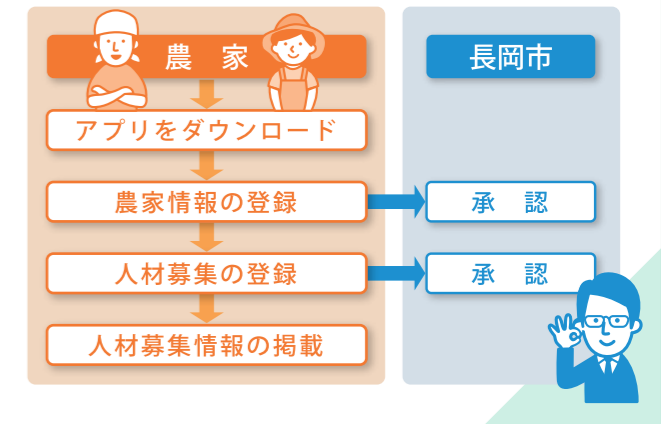 農 家
長岡市
アプリをダウンロード
農家情報の登録
承 認
人材募集の登録
承 認
人材募集情報の掲載